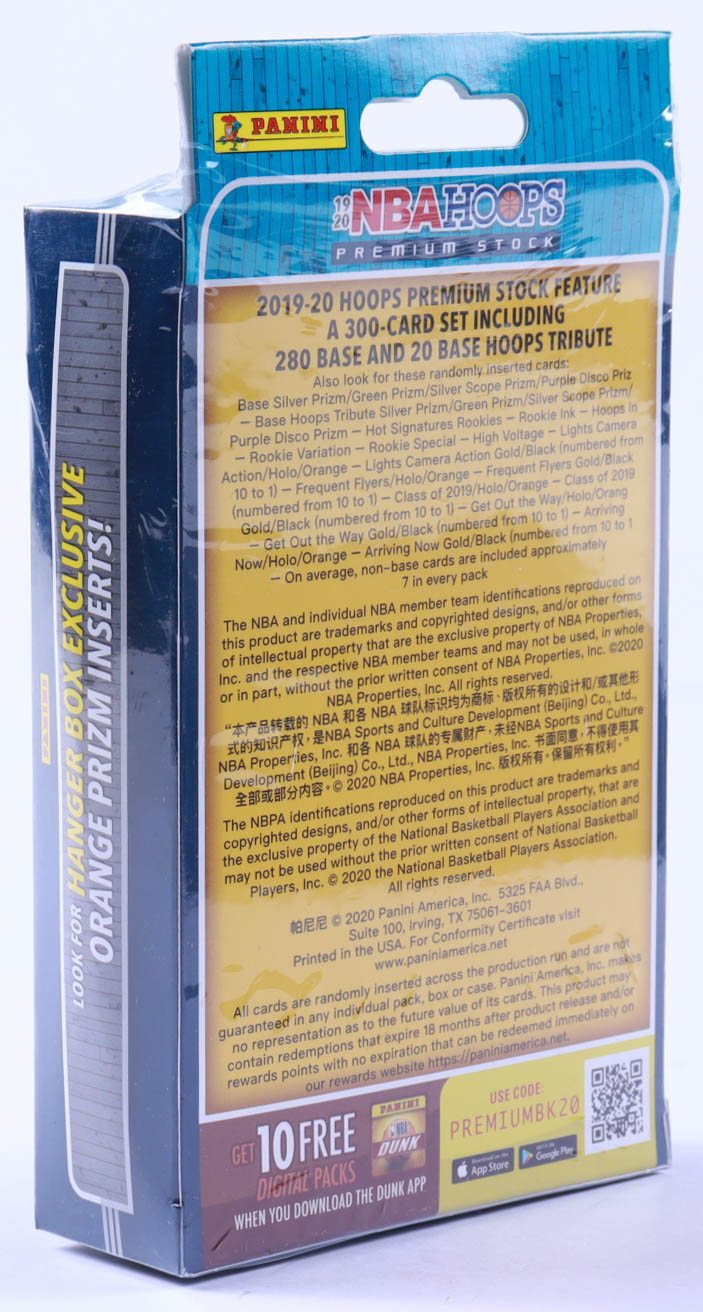 PANINI
19
20
NBA HOOPS
PREMIUM STOCK
2019-20 HOOPS PREMIUM STOCK FEATURE
A 300-CARD SET INCLUDING
280 BASE AND 20 BASE HOOPS TRIBUTE
Also look for these randomly inserted cards:
Base Silver Prizm/Green Prizm/Silver Scope Prizm/Purple Disco Priz
— Base Hoops Tribute Silver Prizm/Green Prizm/Silver Scope Prizm/
Purple Disco Prizm — Hot Signatures Rookies — Rookie Ink — Hoops In
— Rookie Variation — Rookie Special — High Voltage — Lights Camera
Action/Holo/Orange — Lights Camera Action Gold/Black (numbered from
10 to 1) — Frequent Flyers/Holo/Orange — Frequent Flyers Gold/Black
(numbered from 10 to 1) — Class of 2019/Holo/Orange — Class of 2019
Gold/Black (numbered from 10 to 1) — Get Out the Way/Holo/Orang
— Get Out the Way Gold/Black (numbered from 10 to 1) — Arriving
Now/Holo/Orange — Arriving Now Gold/Black (numbered from 10 to 1
— On average, non-base cards are included approximately
7 in every pack
The NBA and individual NBA member team identifications reproduced on
this product are trademarks and copyrighted designs, and/or other forms
of intellectual property that are the exclusive property of NBA Properties,
Inc. and the respective NBA member teams and may not be used, in whole
or in part, without the prior written consent of NBA Properties, Inc. ©2020
NBA Properties, Inc. All rights reserved.
“本产品转载的 NBA 和各 NBA 球队标识均为商标、版权所有的设计和/或其他形
式的知识产权，是NBA Sports and Culture Development (Beijing) Co., Ltd.,
NBA Properties, Inc. 和各 NBA 球队的专属财产，未经NBA Sports and Culture
Development (Beijing) Co., Ltd., NBA Properties, Inc. 书面同意，不得使用其
全部或部分内容。© 2020 NBA Properties, Inc. 版权所有。保留所有权利。”
The NBPA identifications reproduced on this product are trademarks and
copyrighted designs, and/or other forms of intellectual property, that are
the exclusive property of the National Basketball Players Association and
may not be used without the prior written consent of National Basketball
Players, Inc. © 2020 the National Basketball Players Association.
All rights reserved.
帕尼尼 © 2020 Panini America, Inc. 5325 FAA Blvd.,
Suite 100, Irving, TX 75061-3601
Printed in the USA. For Conformity Certificate visit
www.paniniamerica.net
All cards are randomly inserted across the production run and are not
guaranteed in any individual pack, box or case. Panini America, Inc. makes
no representation as to the future value of its cards. This product may
contain redemptions that expire 18 months after product release and/or
rewards points with no expiration that can be redeemed immediately on
our rewards website https://paniniamerica.net.
GET 10 FREE
DIGITAL PACKS
WHEN YOU DOWNLOAD THE DUNK APP
PANINI
NBA
DUNK
USE CODE:
PREMIUMBK20
Download on the
App Store
GET IT ON
Google Play
PANINI
LOOK FOR HANGER BOX EXCLUSIVE
ORANGE PRIZM INSERTS!